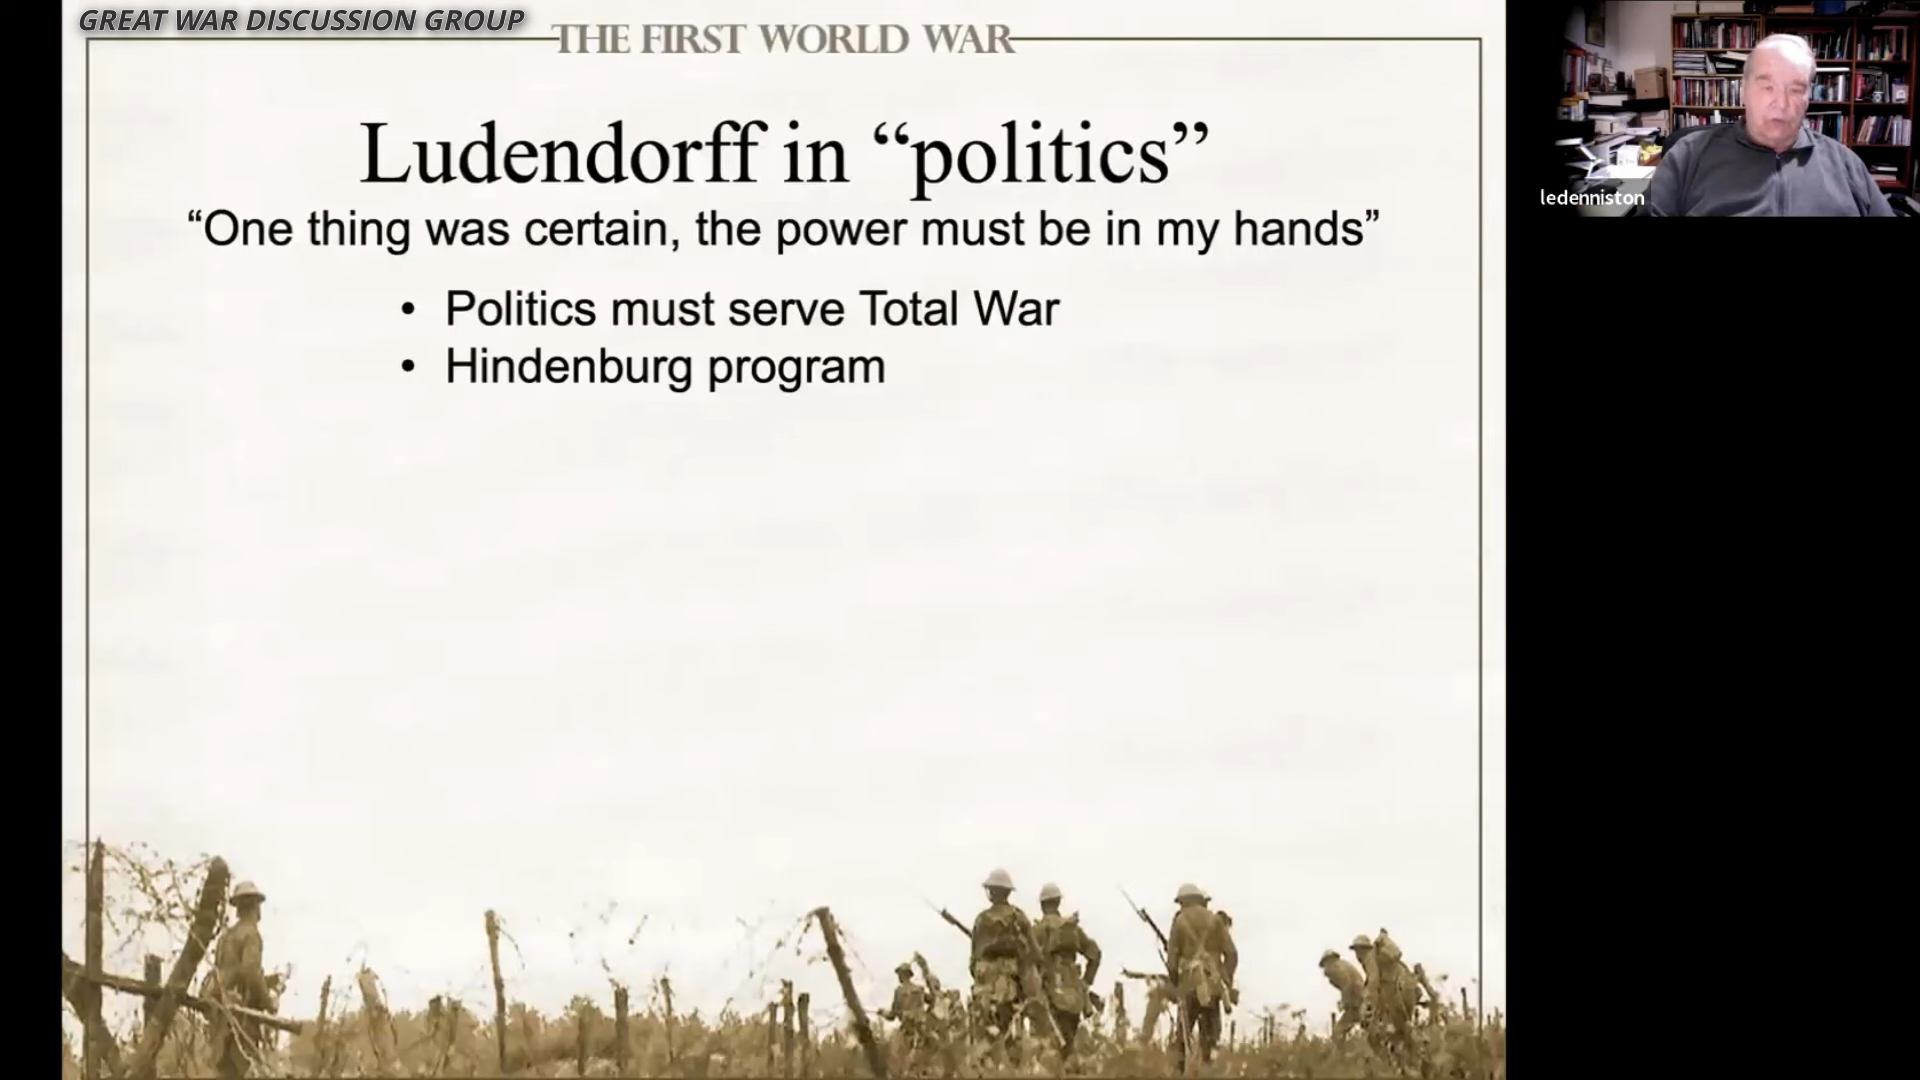 GREAT WAR DISCUSSION GROUP
THE FIRST WORLD WAR
Ludendorff in “politics”
“One thing was certain, the power must be in my hands”
• Politics must serve Total War
• Hindenburg program
ledenniston